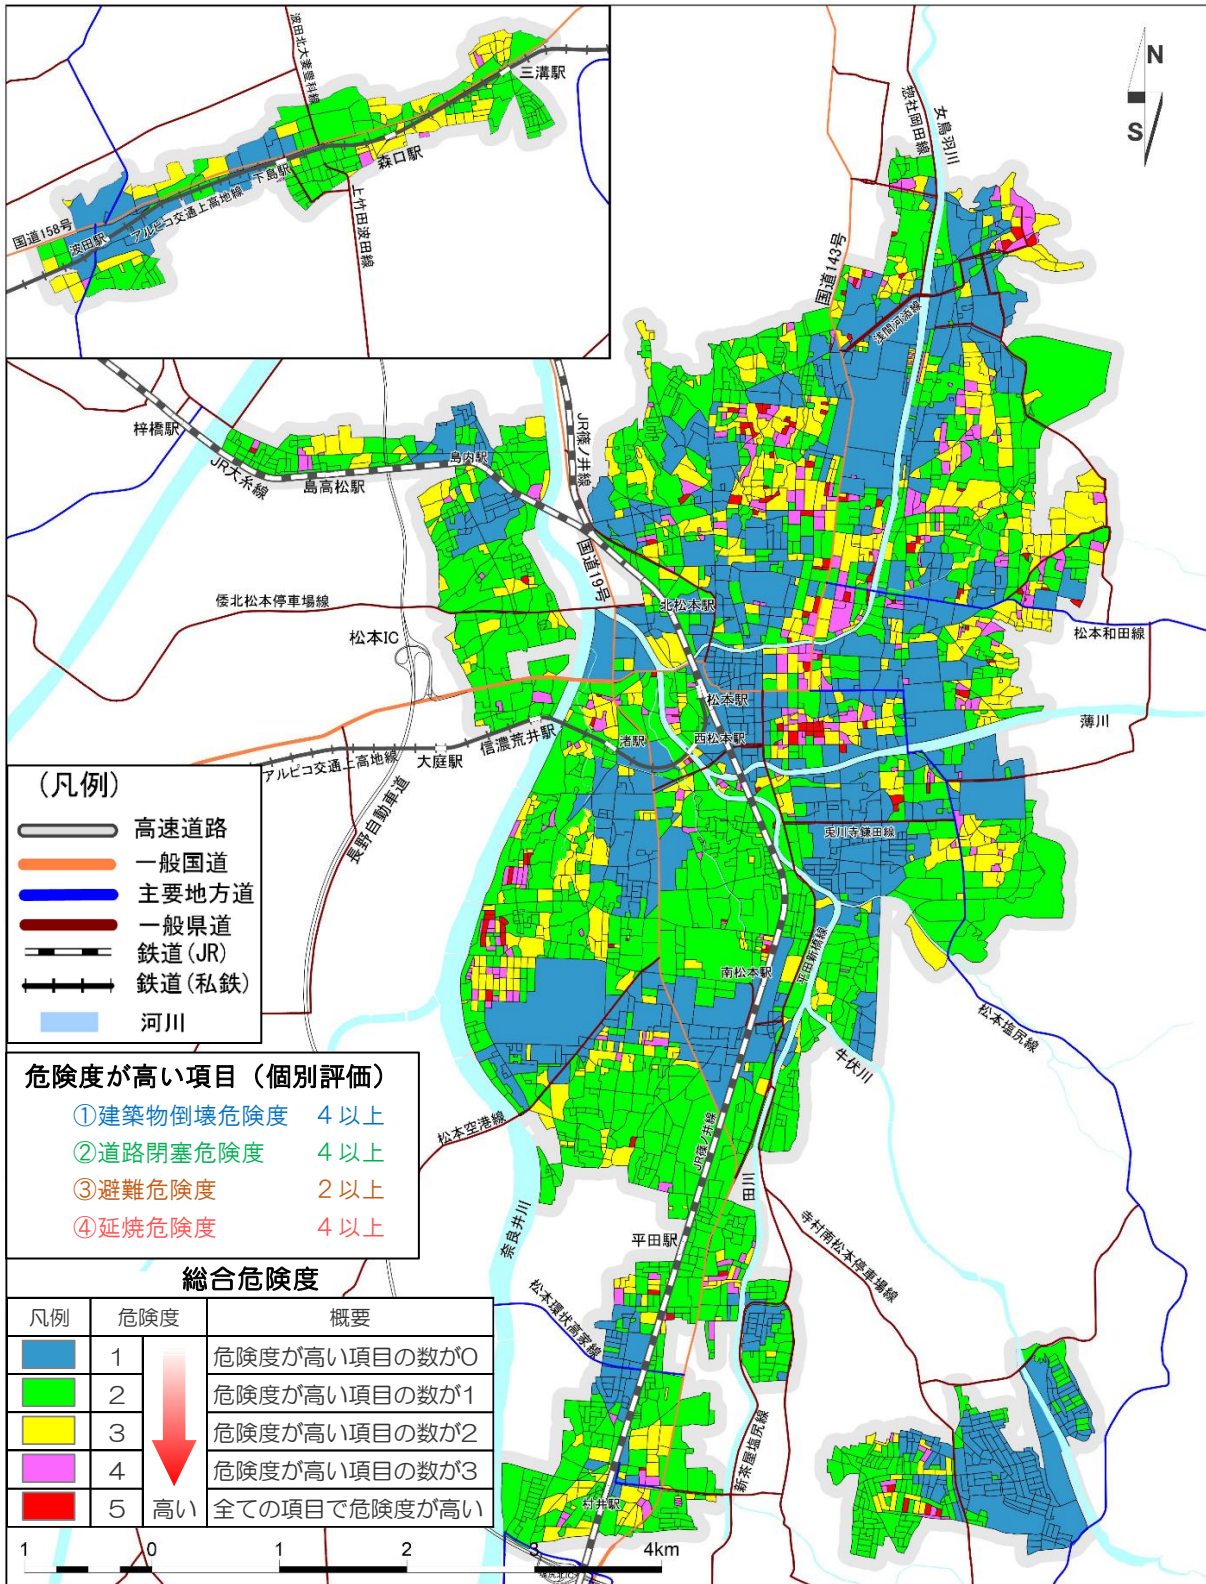 波田北大妻豊科線
三溝駅
森口駅
下島駅
アルピコ交通上高地線
国道158号
波田駅
上竹田波田線
N
S
惣社岡田線
女鳥羽川
国道143号
浅間河添線
梓橋駅
JR大糸線
島高松駅
島内駅
JR篠ノ井線
国道19号
倭北松本停車場線
北松本駅
松本IC
松本和田線
松本駅
薄川
西松本駅
渚駅
信濃荒井駅
大庭駅
アルピコ交通上高地線
長野自動車道
兎川寺鎌田線
(凡例)
高速道路
一般国道
主要地方道
一般県道
鉄道(JR)
鉄道(私鉄)
河川
南松本駅
平田新橋線
松本塩尻線
牛伏川
危険度が高い項目（個別評価）
①建築物倒壊危険度 4以上
②道路閉塞危険度 4以上
③避難危険度 2以上
④延焼危険度 4以上
松本空港線
JR篠ノ井線
奈良井川
三田
平田駅
寺村南松本停車場線
松本環状高家線
新茶屋塩尻線
村井駅
塩尻北IC
総合危険度
凡例 危険度 概要
1 危険度が高い項目の数が0
2 危険度が高い項目の数が1
3 危険度が高い項目の数が2
4 危険度が高い項目の数が3
5 高い 全ての項目で危険度が高い
1 0 1 2 3 4km